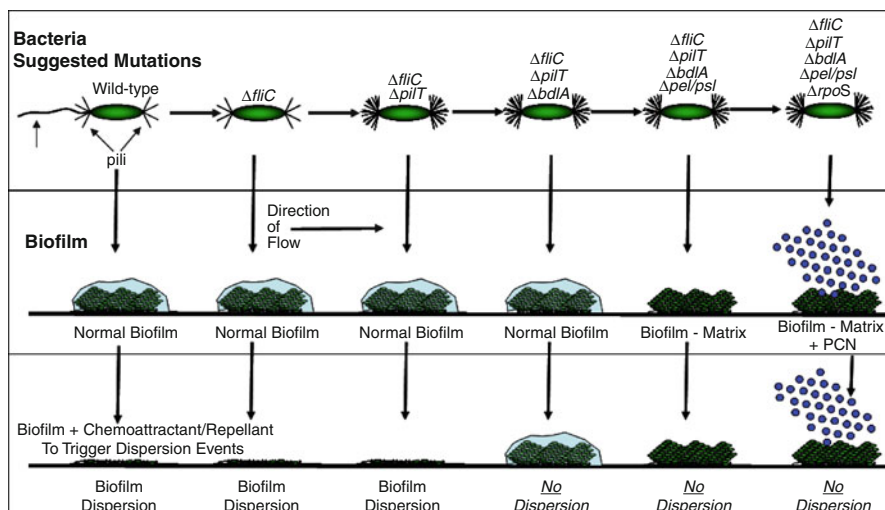 Bacteria
Suggested Mutations
Wild-type
pili
ΔfliC
ΔfliC
ΔpilT
ΔfliC
ΔpilT
ΔbdlA
ΔfliC
ΔpilT
ΔbdlA
Δpel/psl
ΔfliC
ΔpilT
ΔbdlA
Δpel/psl
ΔrpoS
Biofilm
Direction
of
Flow
Normal Biofilm
Normal Biofilm
Normal Biofilm
Normal Biofilm
Biofilm - Matrix
Biofilm - Matrix
+ PCN
Biofilm + Chemoattractant/Repellant
To Trigger Dispersion Events
Biofilm
Dispersion
Biofilm
Dispersion
Biofilm
Dispersion
No
Dispersion
No
Dispersion
No
Dispersion